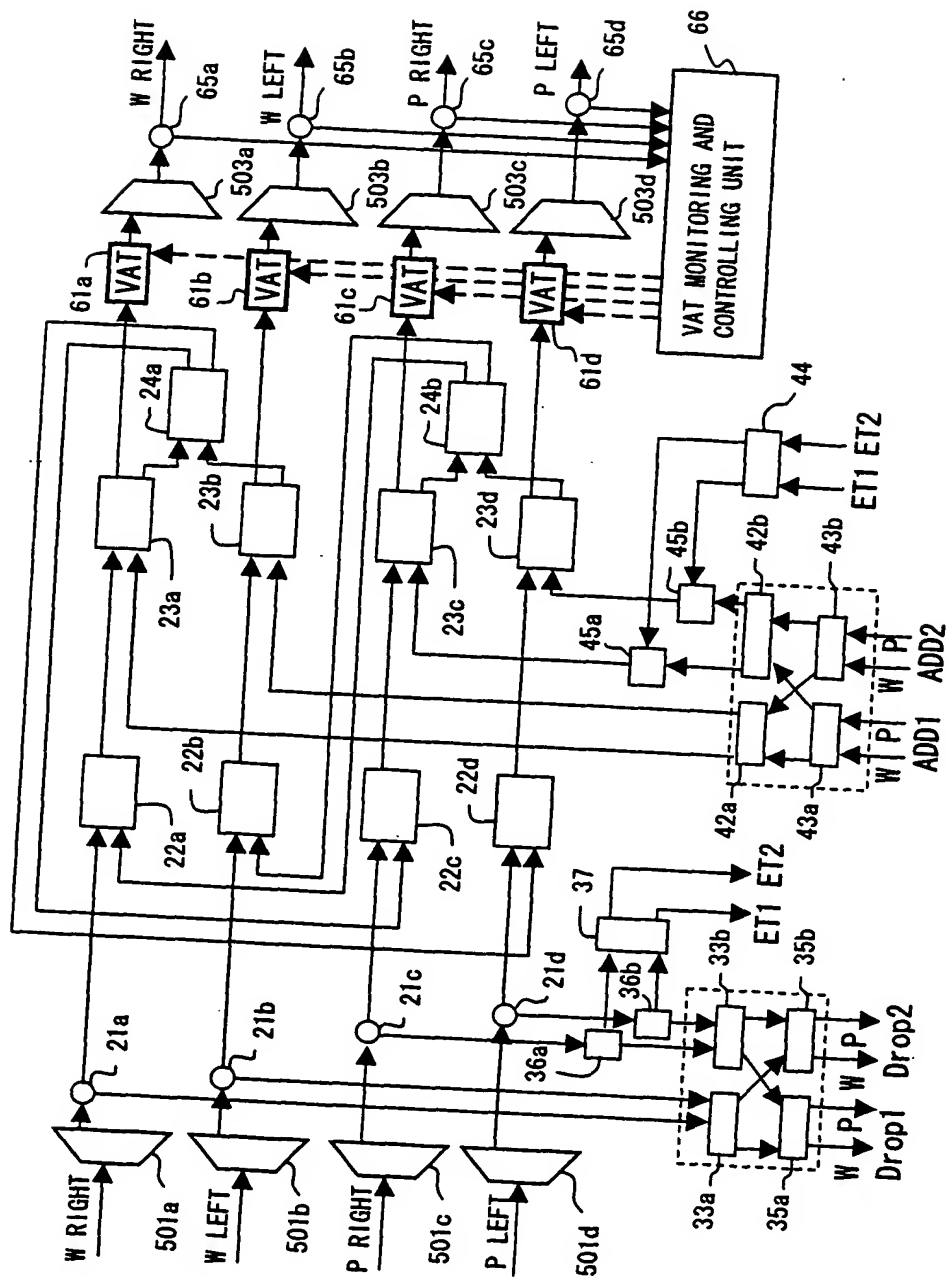 W RIGHT
65a
W LEFT
65b
P RIGHT
65c
P LEFT
65d
66
503a
503b
503c
503d
VAT MONITORING AND
CONTROLLING UNIT
61a
VAT
61b
VAT
61c
VAT
VAT
61d
24a
24b
23a
23b
23c
23d
44
ET1 ET2
45a
45b
42b
43b
42a
43a
W P
ADD1
W P
ADD2
22a
22b
22c
22d
37
ET1 ET2
21a
21b
21c
21d
36a
36b
33b
35b
33a
35a
W P
Drop1
W P
Drop2
W RIGHT
501a
W LEFT
501b
P RIGHT
501c
P LEFT
501d